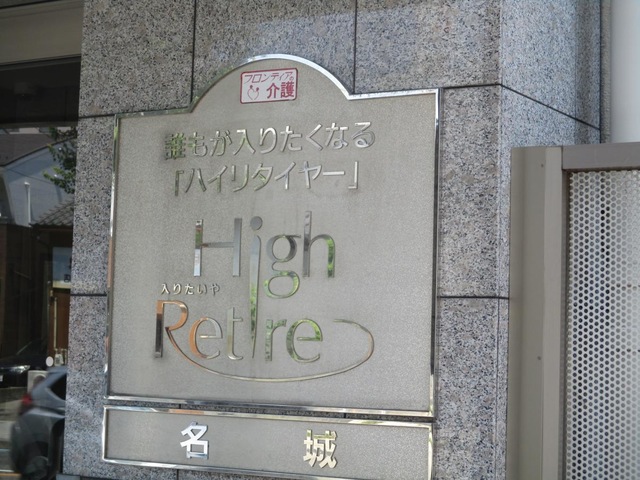 フロンティアの
介護
誰もが入りたくなる
「ハイリタイヤー」
High
入りたいや
Retire
名城